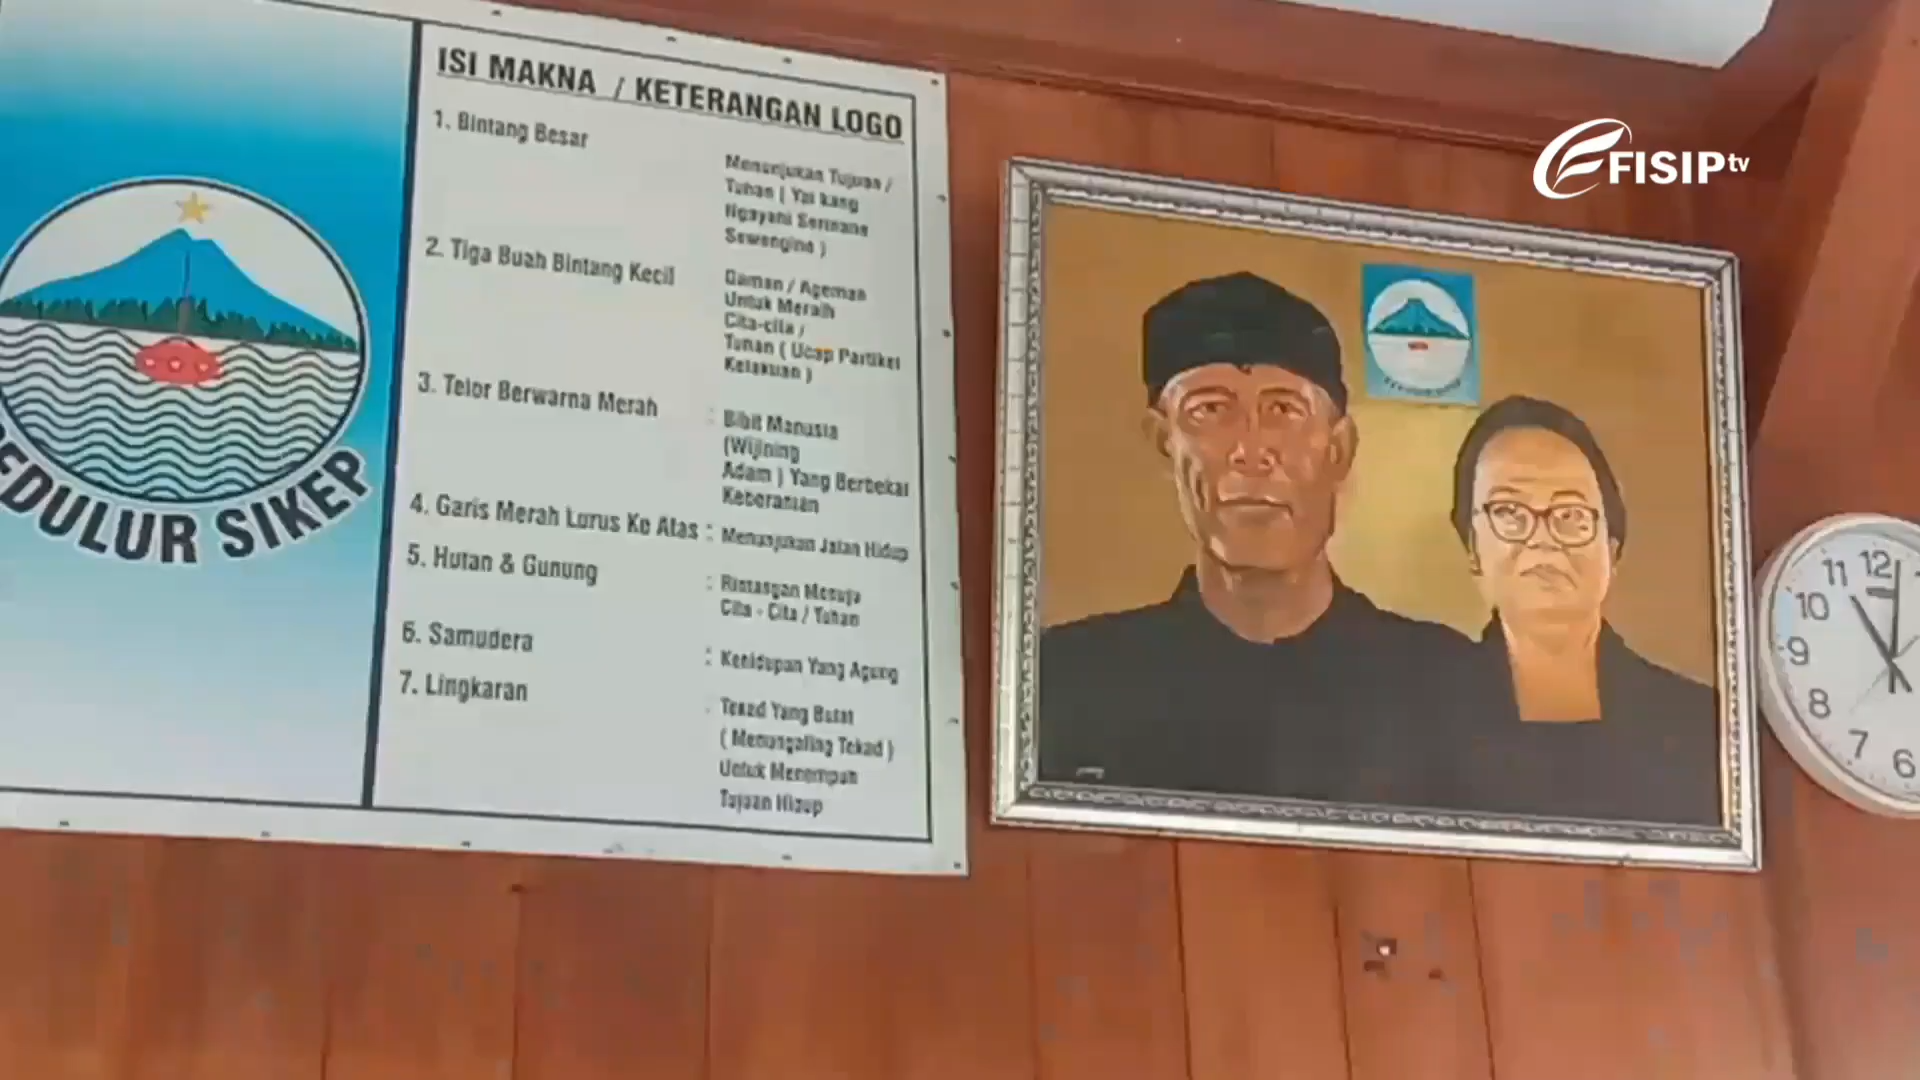 ISI MAKNA / KETERANGAN LOGO
1. Bintang Besar
Menunjukan Tujuan /
Tuhan ( Yai kang
Ngayahi Serinane
Sewengine )
2. Tiga Buah Bintang Kecil
Gaman / Ageman
Untuk Meraih
Cita-cita /
Tuhan ( Ucap Partikel
Kelakuan )
3. Telor Berwarna Merah
: Bibit Manusia
(Wijining
Adam ) Yang Berbekal
Kebersihan
4. Garis Merah Lurus Ke Atas : Menunjukan Jalan Hidup
5. Hutan & Gunung
: Rintangan Menuju
Cita - Cita / Tuhan
6. Samudera
: Kehidupan Yang Agung
7. Lingkaran
: Tekad Yang Bulat
( Menunggaling Tekad )
Untuk Menempuh
Tujuan Hidup
EDULUR SIKEP
FISIP tv
11 12
10
9
8
7
6